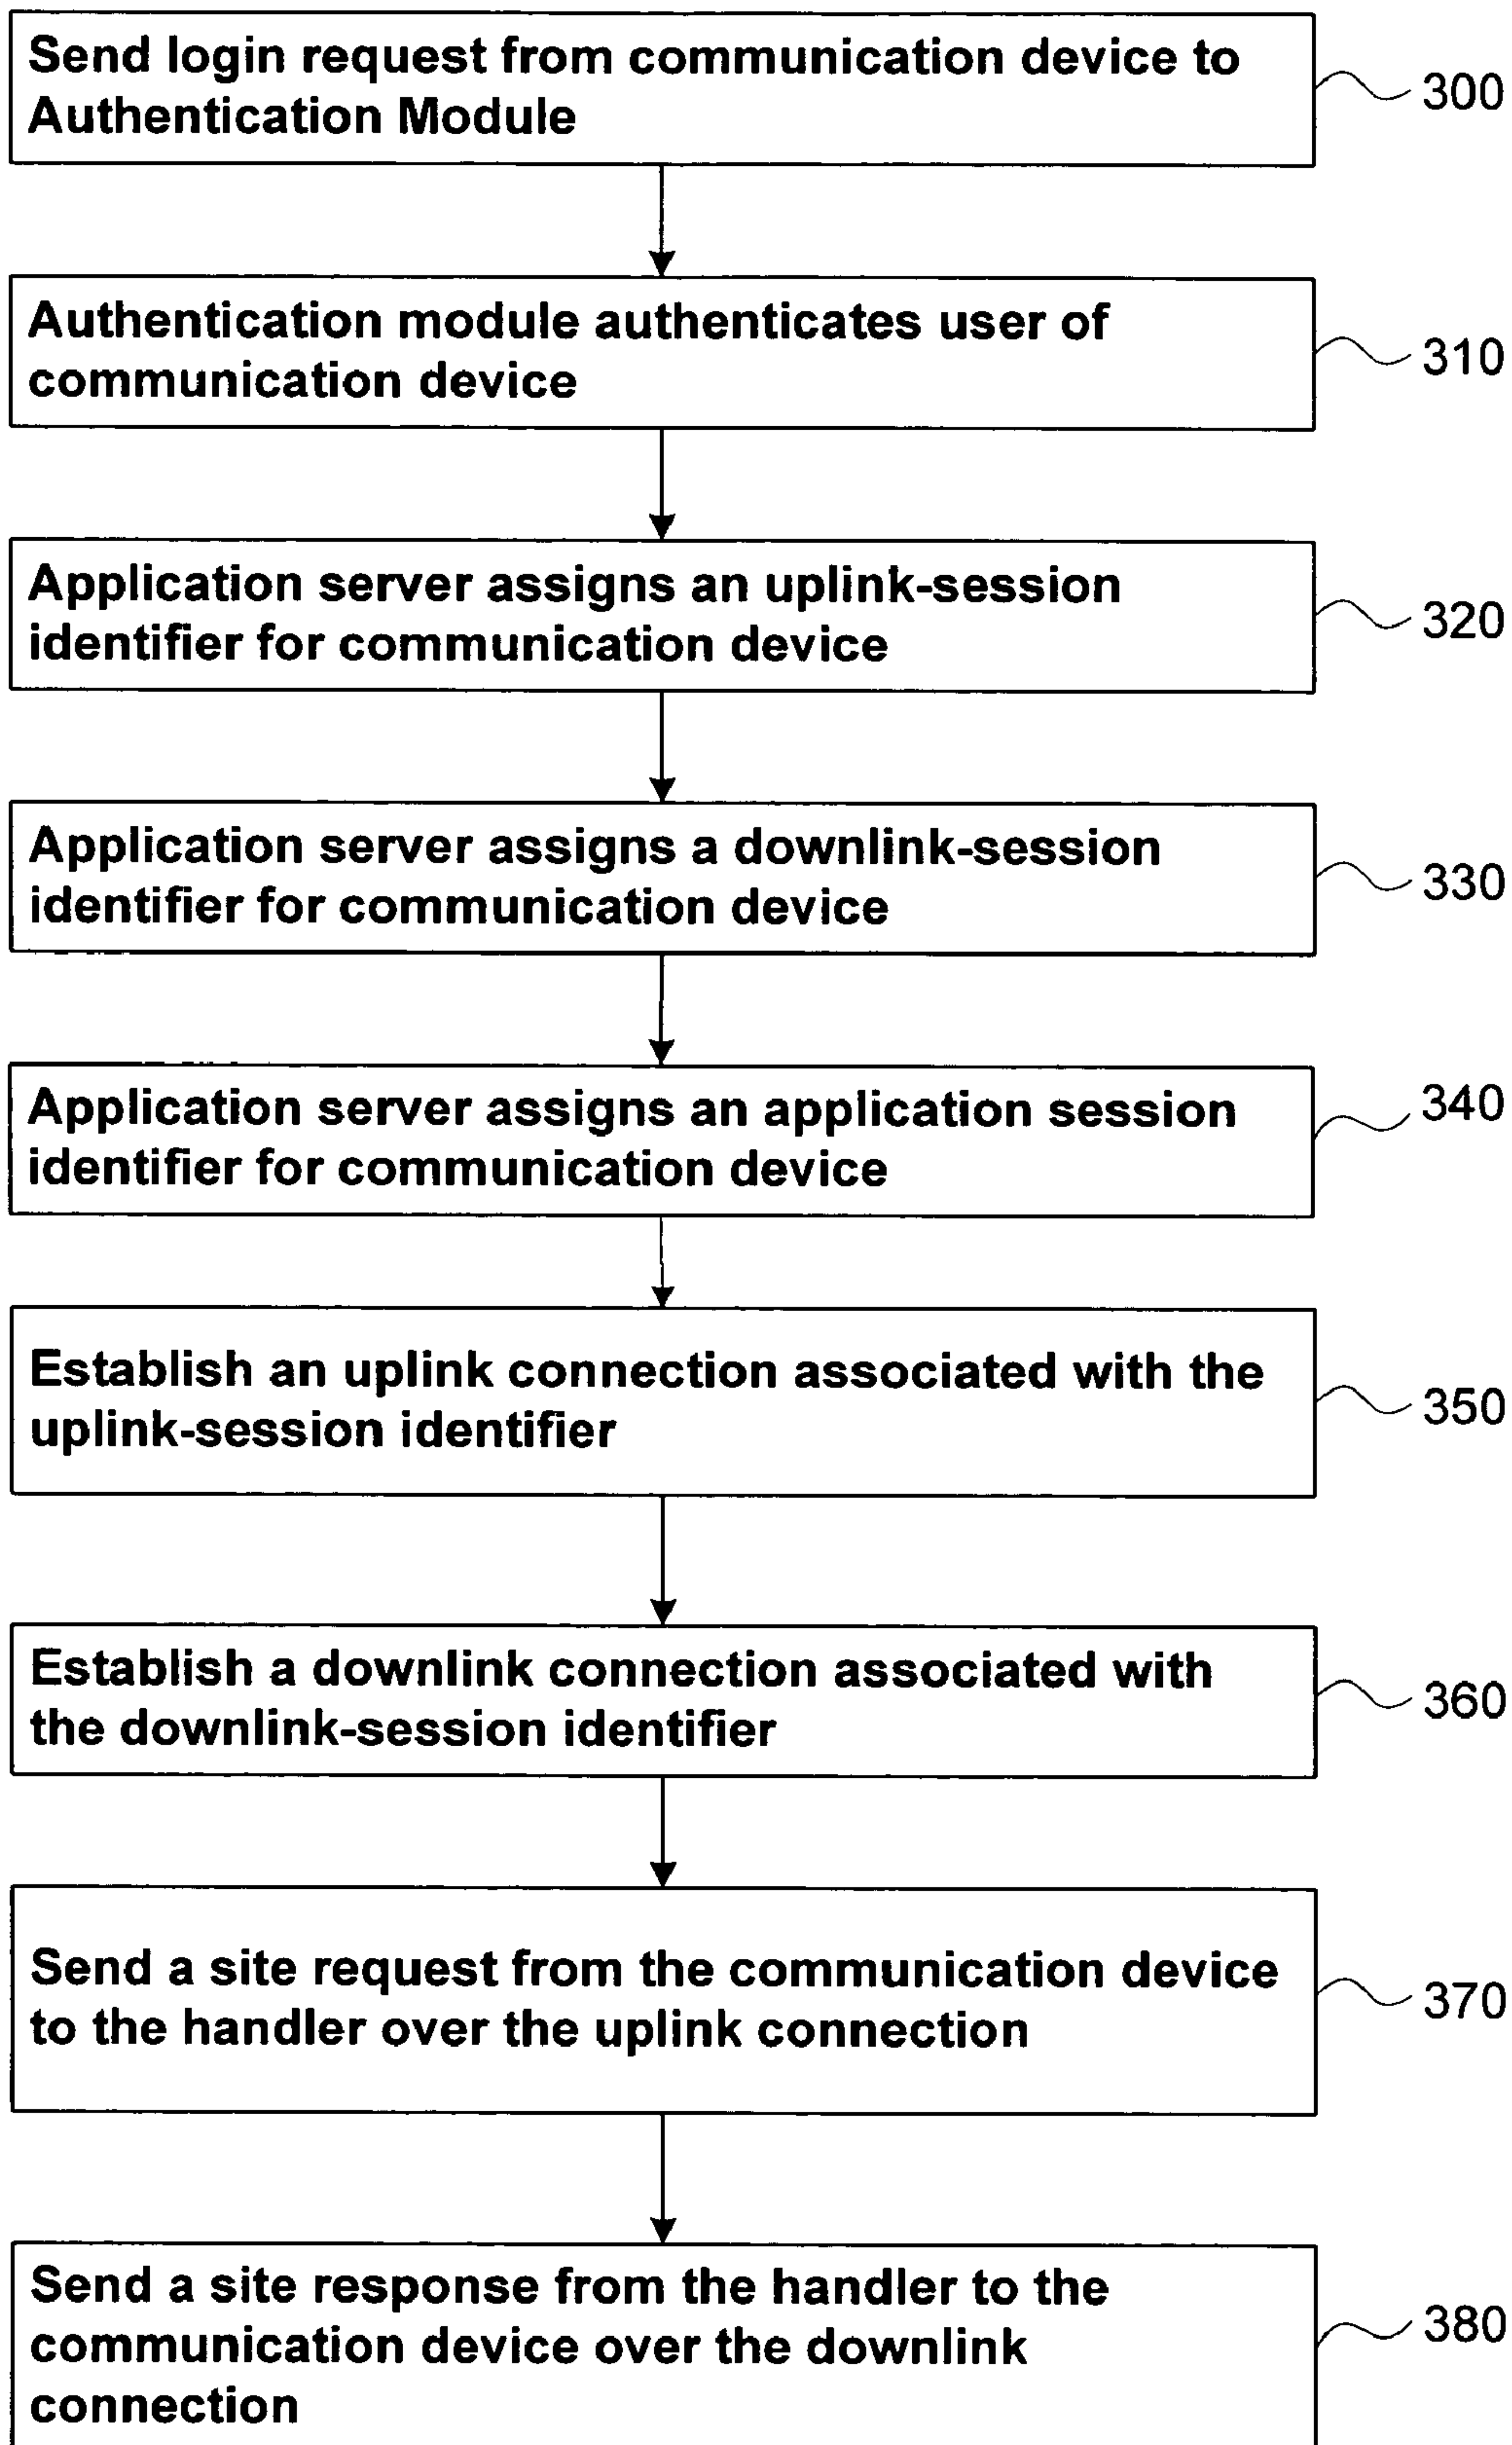 Send login request from communication device to
Authentication Module
300
Authentication module authenticates user of
communication device
310
Application server assigns an uplink-session
identifier for communication device
320
Application server assigns a downlink-session
identifier for communication device
330
Application server assigns an application session
identifier for communication device
340
Establish an uplink connection associated with the
uplink-session identifier
350
Establish a downlink connection associated with
the downlink-session identifier
360
Send a site request from the communication device
to the handler over the uplink connection
370
Send a site response from the handler to the
communication device over the downlink
connection
380